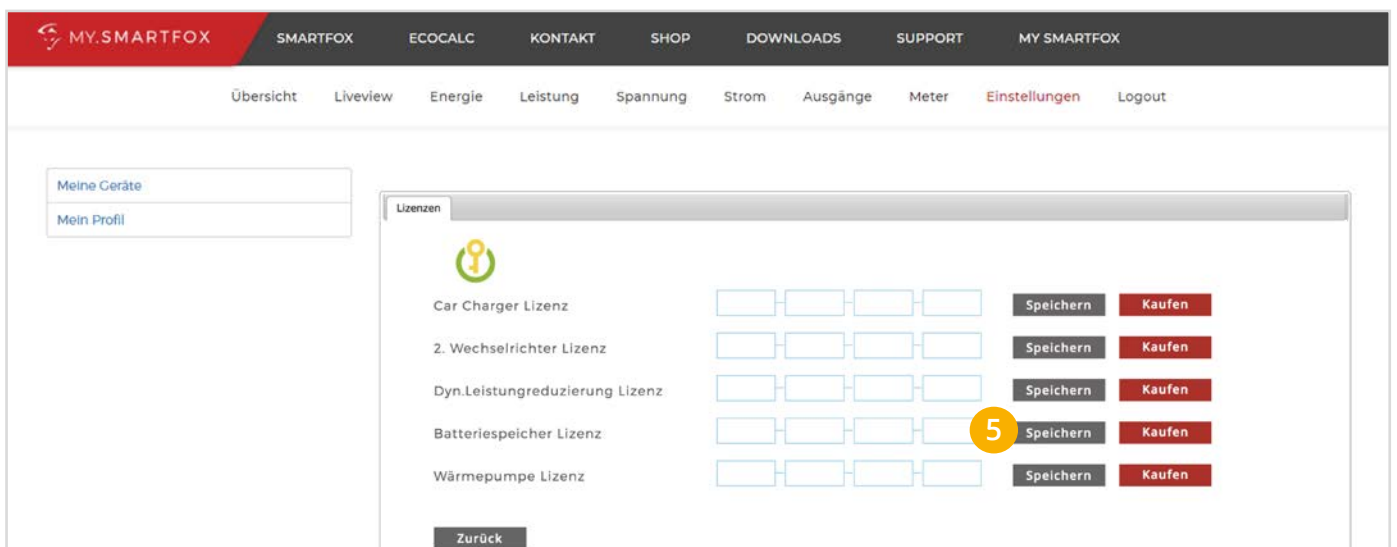 MY.SMARTFOX SMARTFOX ECOCALC KONTAKT SHOP DOWNLOADS SUPPORT MY SMARTFOX
Übersicht Liveview Energie Leistung Spannung Strom Ausgänge Meter Einstellungen Logout
Meine Geräte
Mein Profil
Lizenzen
Car Charger Lizenz Speichern Kaufen
2. Wechselrichter Lizenz Speichern Kaufen
Dyn.Leistungreduzierung Lizenz Speichern Kaufen
Batteriespeicher Lizenz 5 Speichern Kaufen
Wärmepumpe Lizenz Speichern Kaufen
Zurück